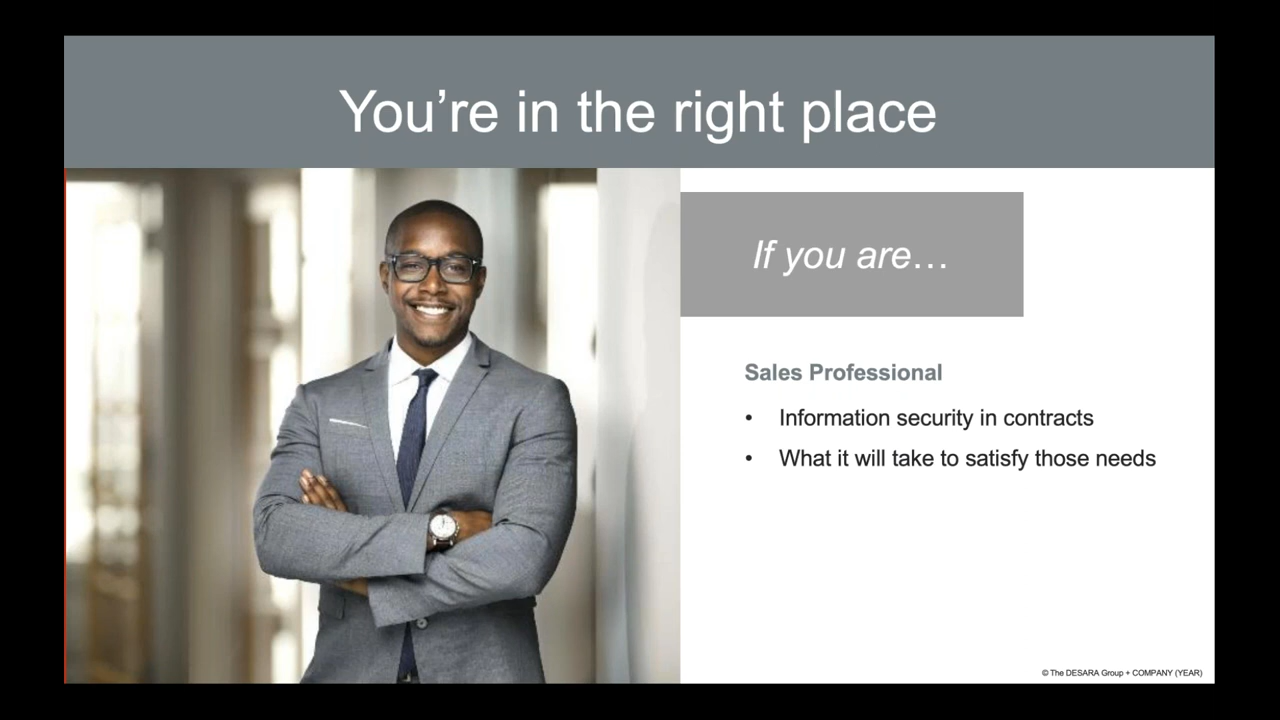 You’re in the right place
If you are…
Sales Professional
• Information security in contracts
• What it will take to satisfy those needs
© The DESARA Group + COMPANY (YEAR)